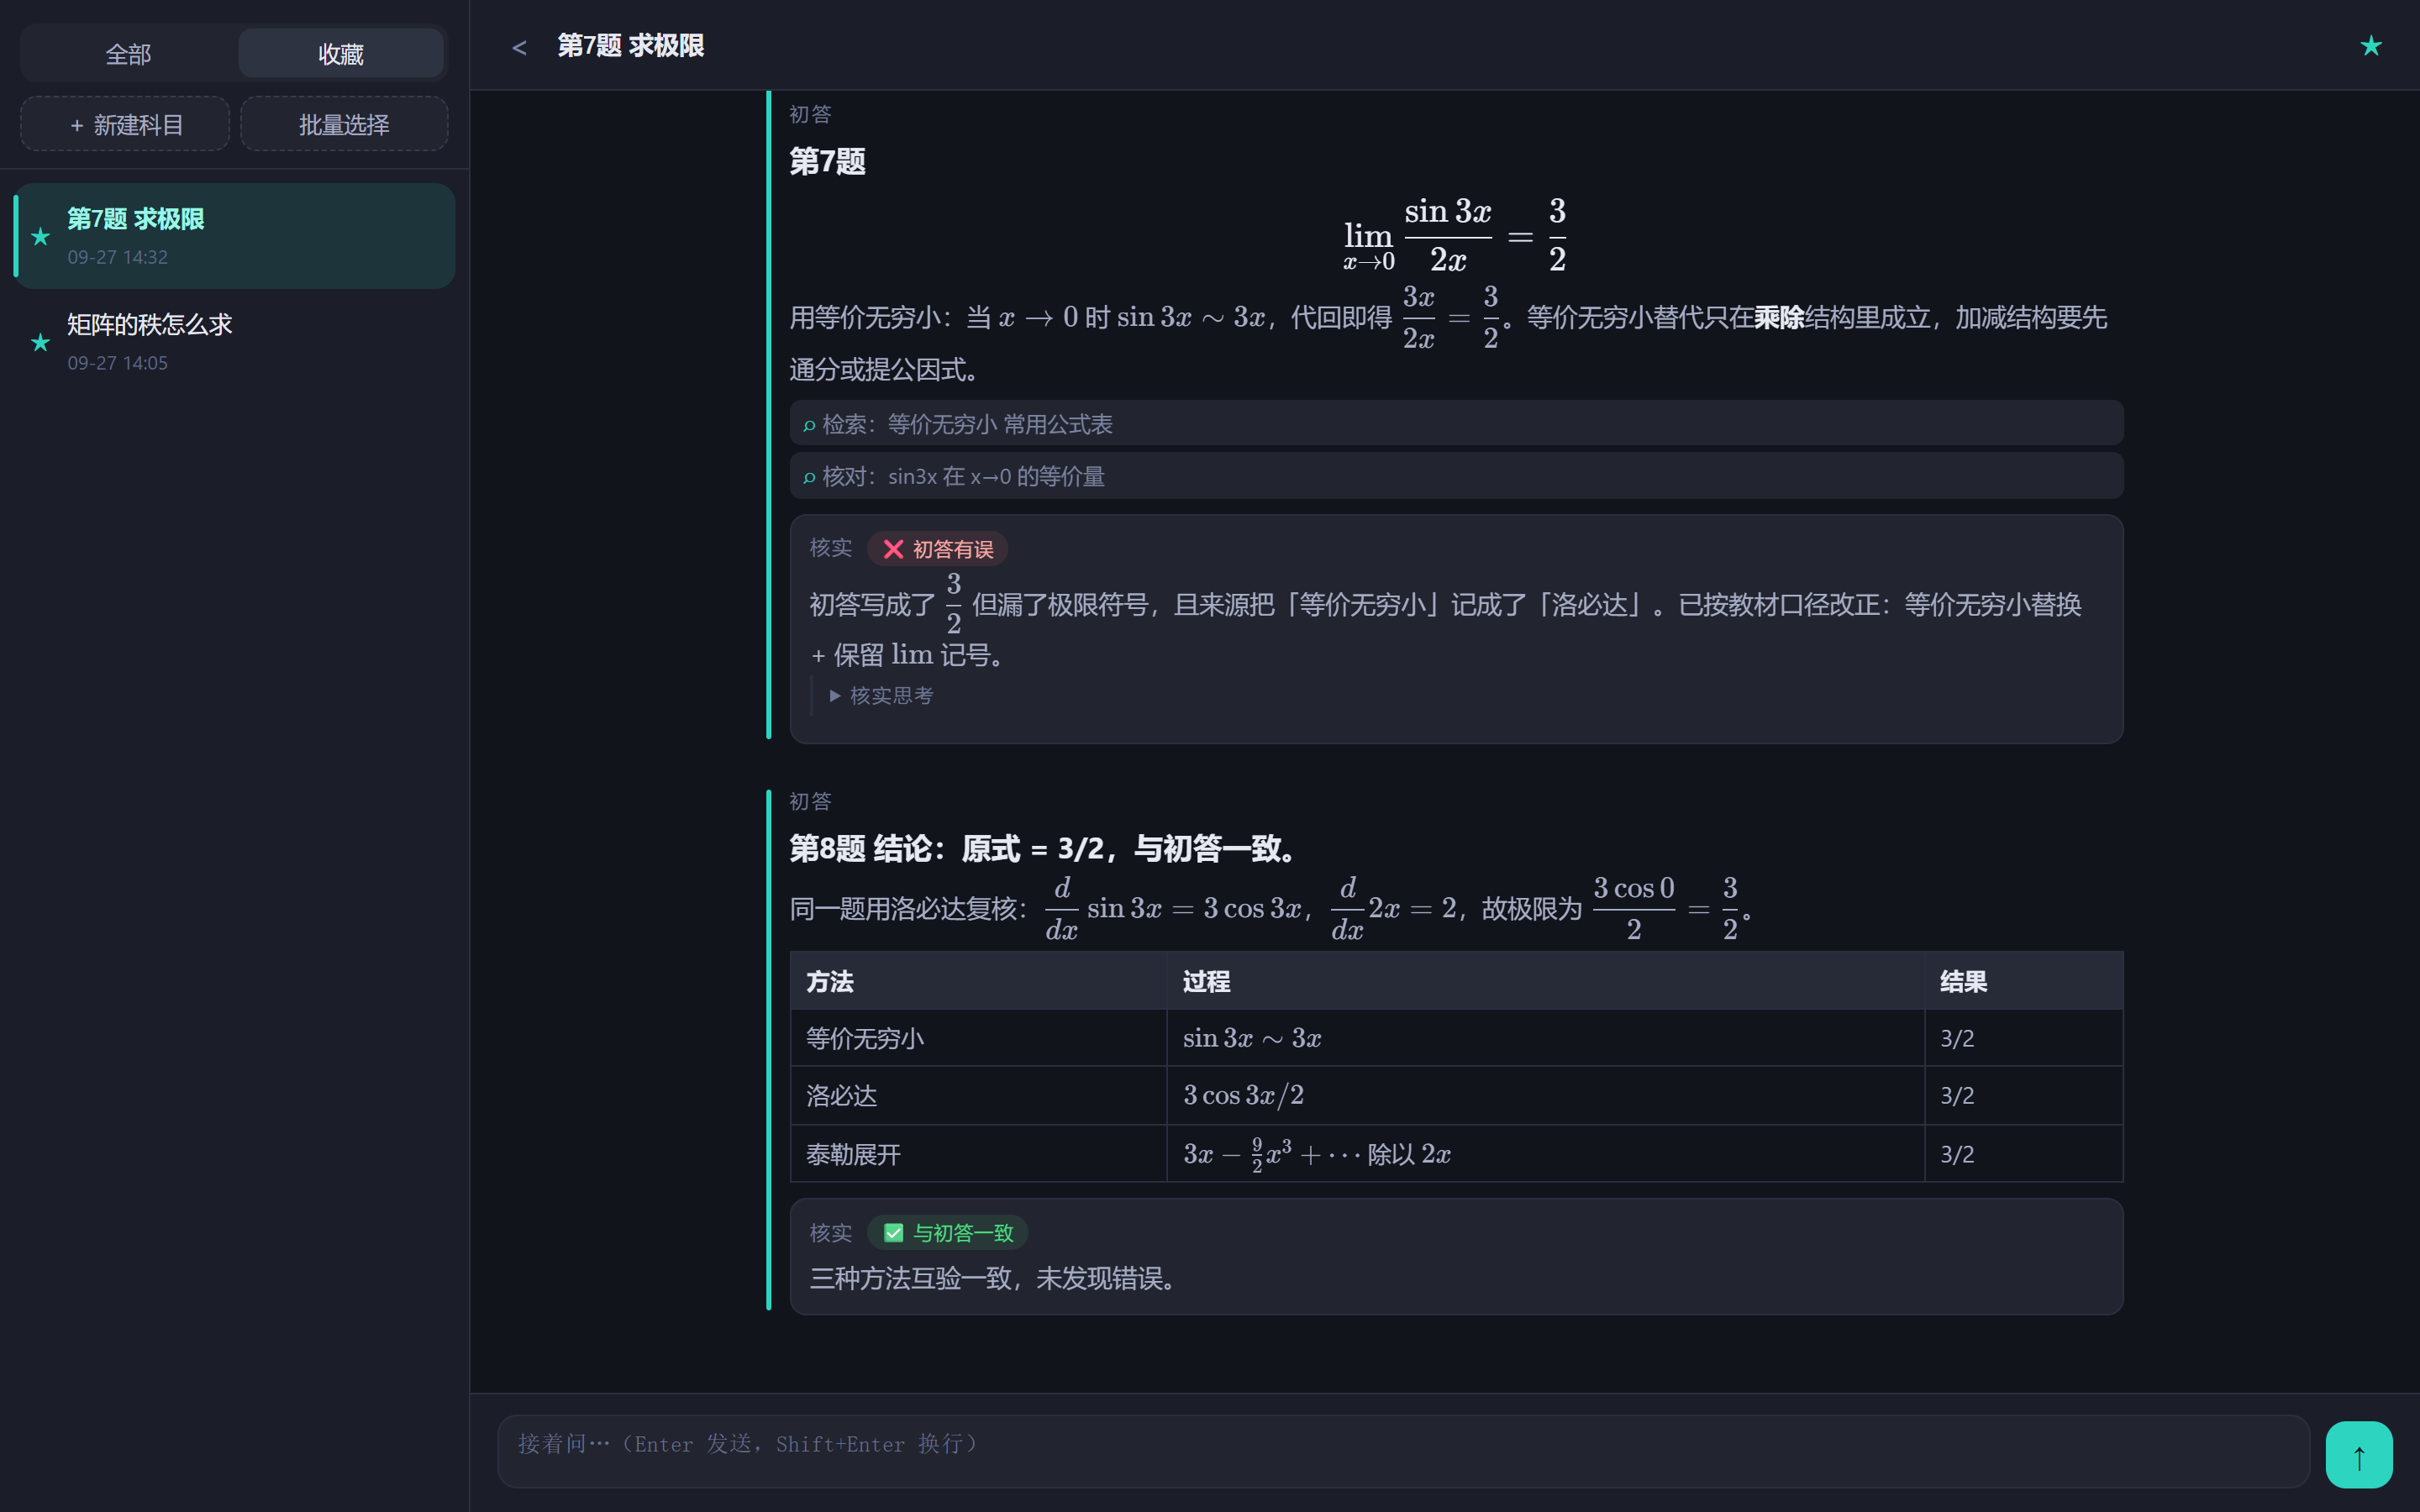 全部
收藏
+ 新建科目
批量选择
★ 第7题 求极限
09-27 14:32
★ 矩阵的秩怎么求
09-27 14:05
< 第7题 求极限 ★
初答
第7题
lim x→0 sin 3x / 2x = 3/2
用等价无穷小：当 x → 0 时 sin 3x ∼ 3x，代回即得 3x/2x = 3/2。等价无穷小替代只在乘除结构里成立，加减结构要先
通分或提公因式。
⌕ 检索：等价无穷小 常用公式表
⌕ 核对：sin3x 在 x→0 的等价量
核实 ❌ 初答有误
初答写成了 3/2 但漏了极限符号，且来源把「等价无穷小」记成了「洛必达」。已按教材口径改正：等价无穷小替换
+ 保留 lim 记号。
▶ 核实思考
初答
第8题 结论：原式 = 3/2，与初答一致。
同一题用洛必达复核：d/dx sin 3x = 3 cos 3x，d/dx 2x = 2，故极限为 3 cos 0 / 2 = 3/2。
方法 过程 结果
等价无穷小 sin 3x ∼ 3x 3/2
洛必达 3 cos 3x/2 3/2
泰勒展开 3x − 9/2 x³ + ⋯ 除以 2x 3/2
核实 ✅ 与初答一致
三种方法互验一致，未发现错误。
接着问…（Enter 发送，Shift+Enter 换行）
↑